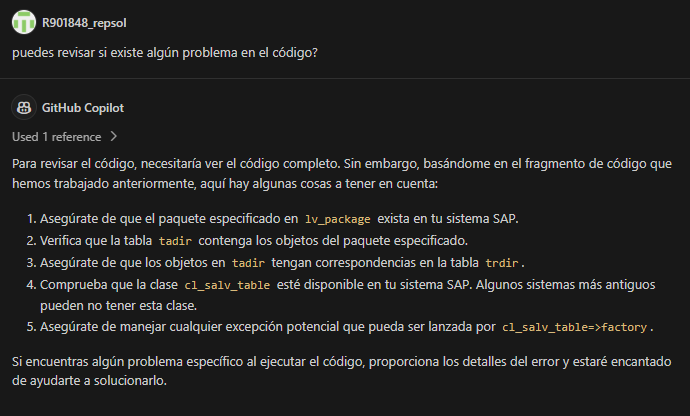 R901848_repsol
puedes revisar si existe algún problema en el código?
GitHub Copilot
Used 1 reference
Para revisar el código, necesitaría ver el código completo. Sin embargo, basándome en el fragmento de código que
hemos trabajado anteriormente, aquí hay algunas cosas a tener en cuenta:
1. Asegúrate de que el paquete especificado en lv_package exista en tu sistema SAP.
2. Verifica que la tabla tadir contenga los objetos del paquete especificado.
3. Asegúrate de que los objetos en tadir tengan correspondencias en la tabla trdir.
4. Comprueba que la clase cl_salv_table esté disponible en tu sistema SAP. Algunos sistemas más antiguos
pueden no tener esta clase.
5. Asegúrate de manejar cualquier excepción potencial que pueda ser lanzada por cl_salv_table=>factory.
Si encuentras algún problema específico al ejecutar el código, proporciona los detalles del error y estaré encantado
de ayudarte a solucionarlo.